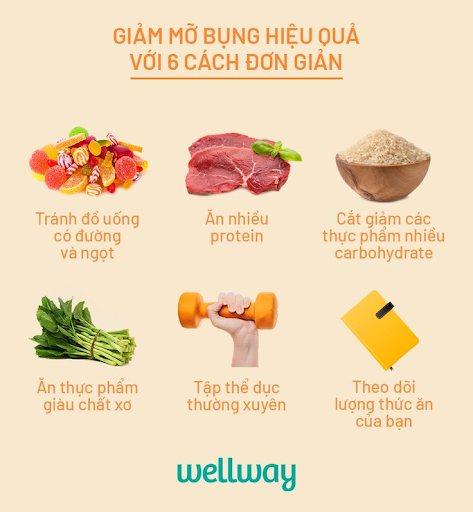 GIẢM MỠ BỤNG HIỆU QUẢ
VỚI 6 CÁCH ĐƠN GIẢN
Tránh đồ uống
có đường
và ngọt
Ăn nhiều
protein
Cắt giảm các
thực phẩm nhiều
carbohydrate
Ăn thực phẩm
giàu chất xơ
Tập thể dục
thường xuyên
Theo dõi
lượng thức ăn
của bạn
wellway